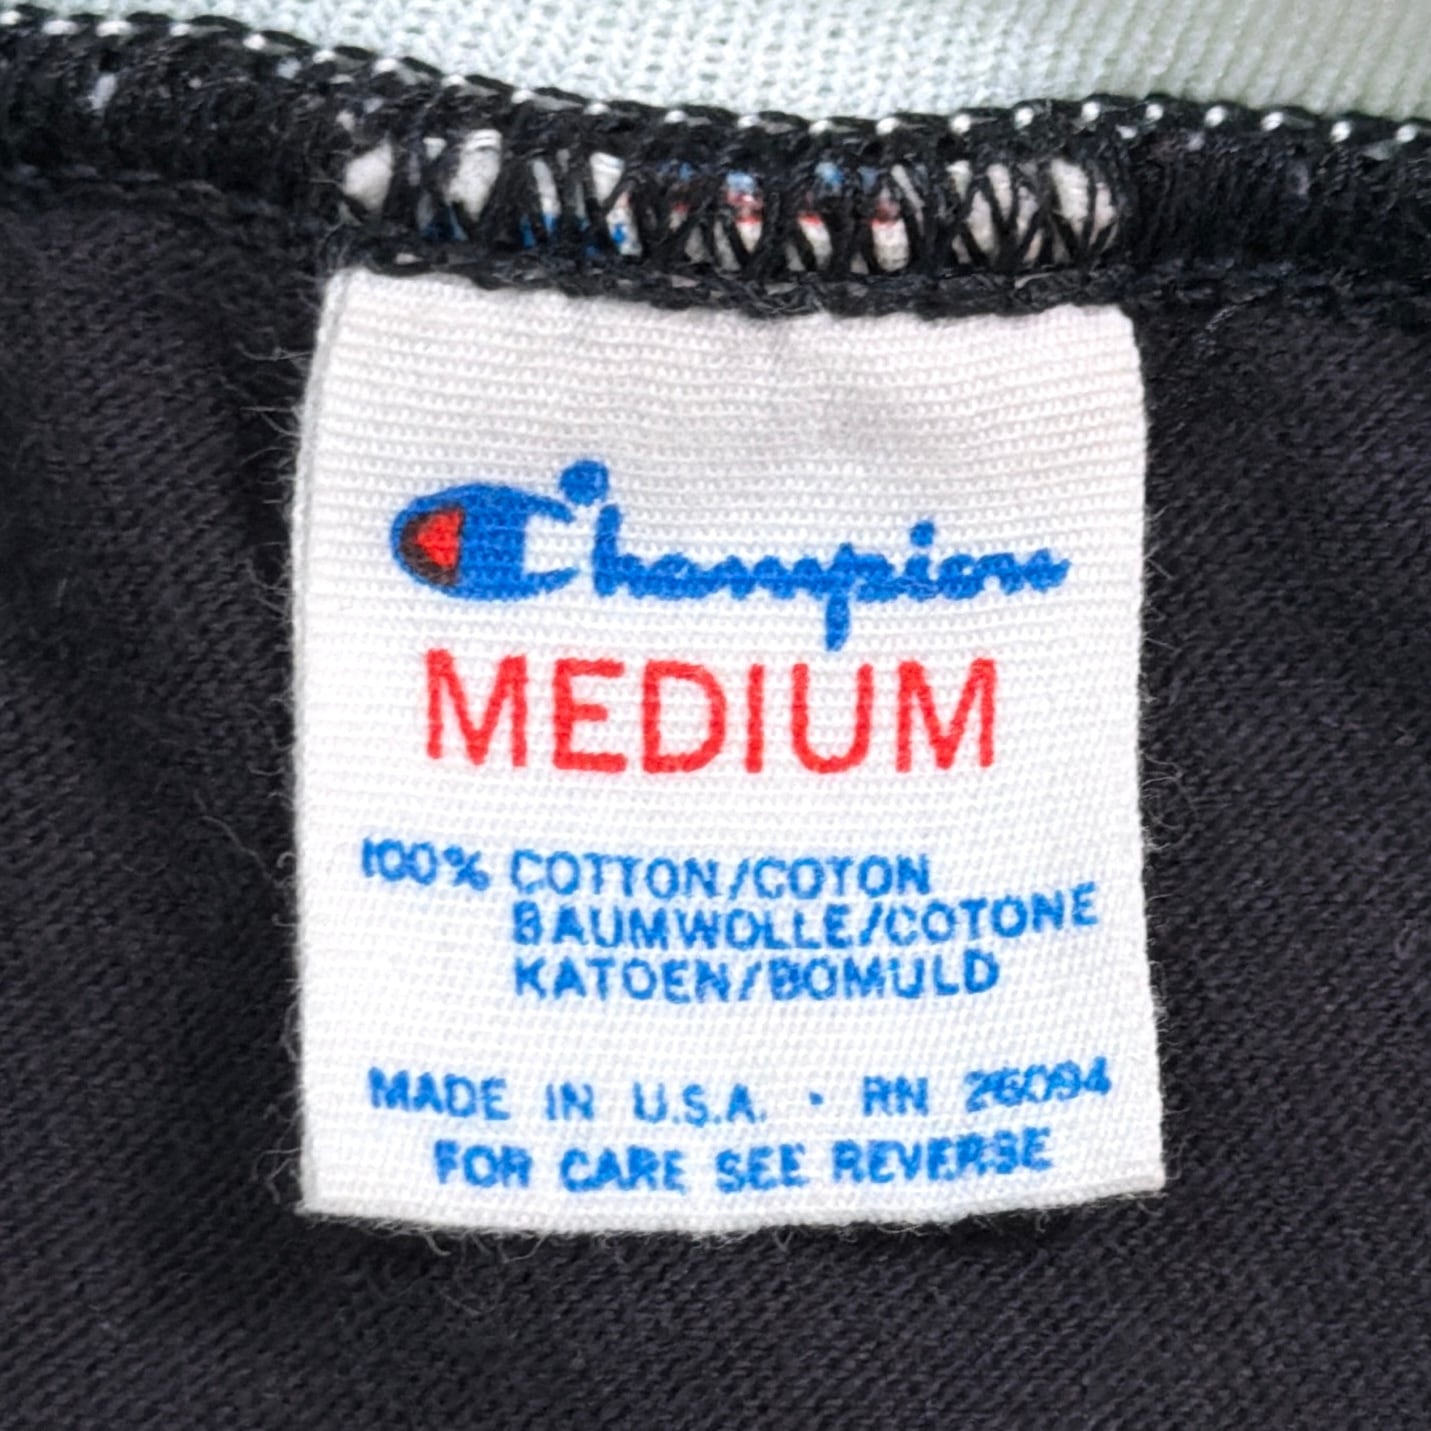 Champion
MEDIUM
100% COTTON/COTON
BAUMWOLLE/COTONE
KATOEN/BOMULD
MADE IN U.S.A. · RN 26094
FOR CARE SEE REVERSE